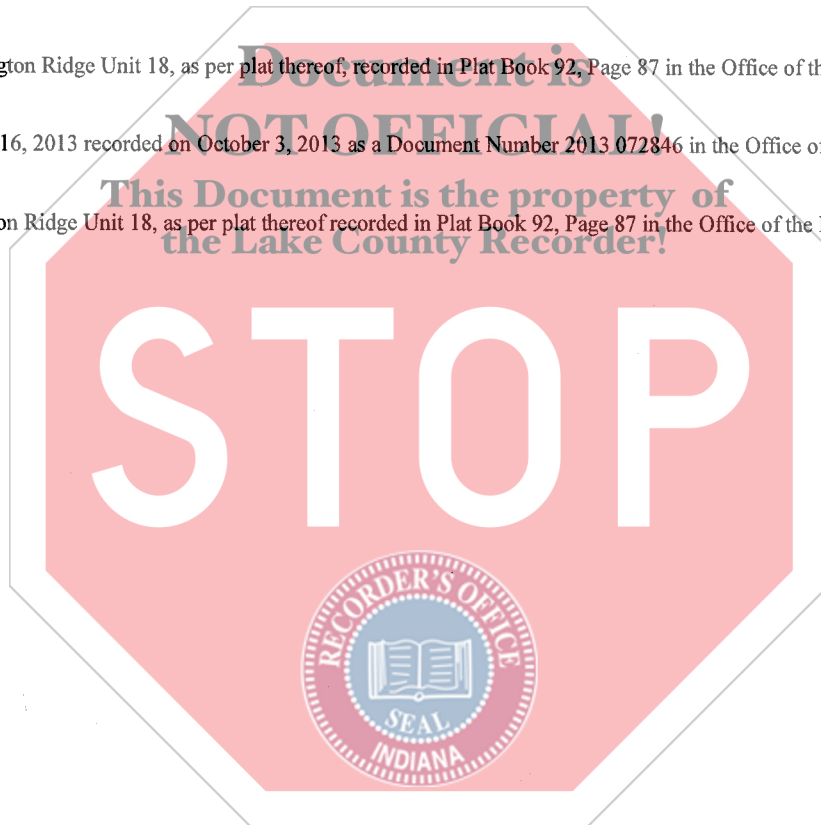 Document is
gton Ridge Unit 18, as per plat thereof, recorded in Plat Book 92, Page 87 in the Office of th
NOT OFFICIAL!
16, 2013 recorded on October 3, 2013 as a Document Number 2013 072846 in the Office o
This Document is the property of
on Ridge Unit 18, as per plat thereof recorded in Plat Book 92, Page 87 in the Office of the
the Lake County Recorder!
STOP
RECORDER'S OFFICE
SEAL
INDIANA